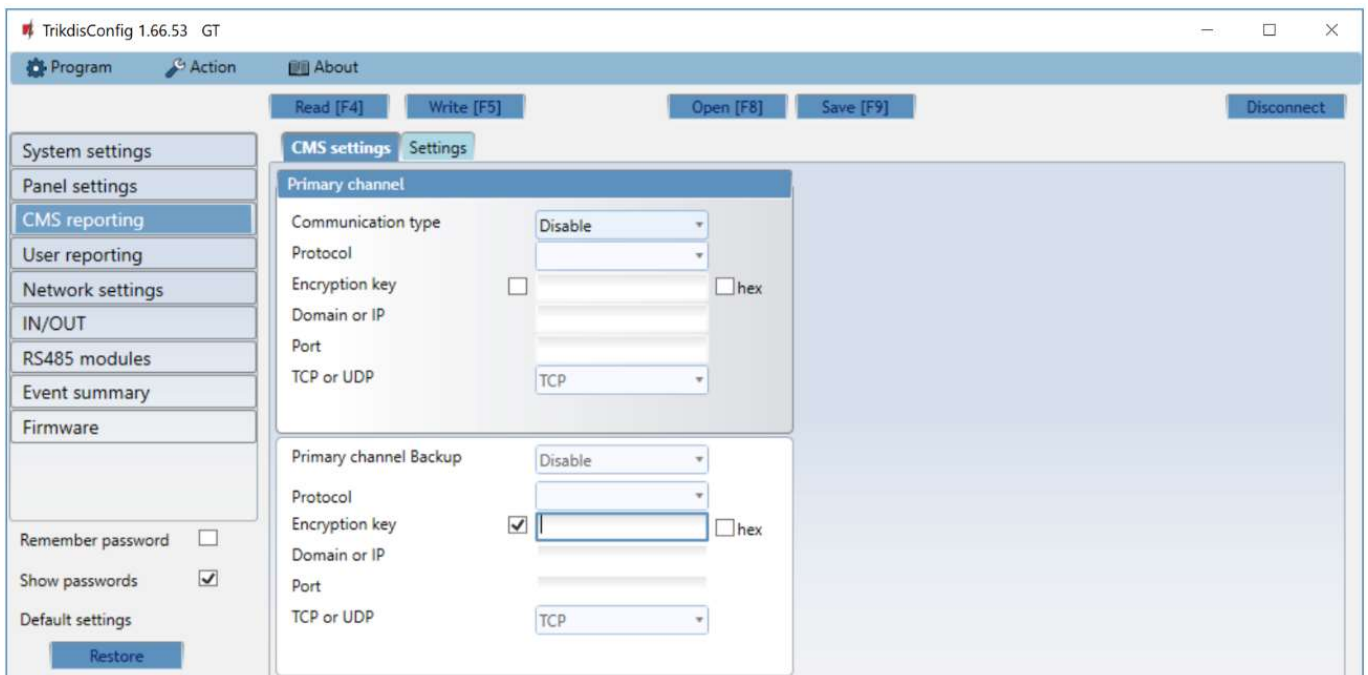 TrikdisConfig 1.66.53 GT
Program Action About
Read [F4] Write [F5] Open [F8] Save [F9] Disconnect
System settings
Panel settings
CMS reporting
User reporting
Network settings
IN/OUT
RS485 modules
Event summary
Firmware
Remember password
Show passwords
Default settings
Restore
CMS settings Settings
Primary channel
Communication type Disable
Protocol
Encryption key hex
Domain or IP
Port
TCP or UDP TCP
Primary channel Backup Disable
Protocol
Encryption key hex
Domain or IP
Port
TCP or UDP TCP